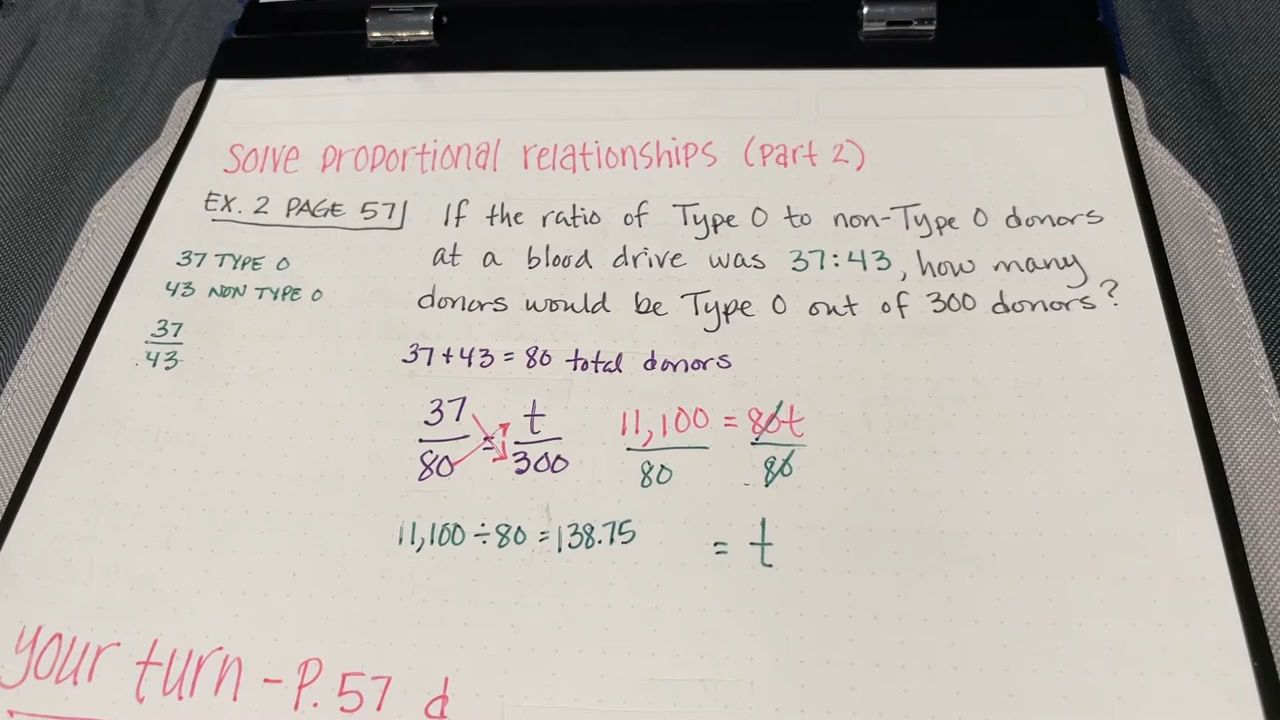 Solve proportional relationships (part 2)
EX. 2 PAGE 57
If the ratio of Type O to non-Type O donors
at a blood drive was 37:43, how many
donors would be Type O out of 300 donors?
37 TYPE O
43 NON TYPE O
37
43
37+43=80 total donors
37 = t
80 300
11,100 = 80t
80 80
11,100÷80=138.75 = t
your turn - P. 57 d